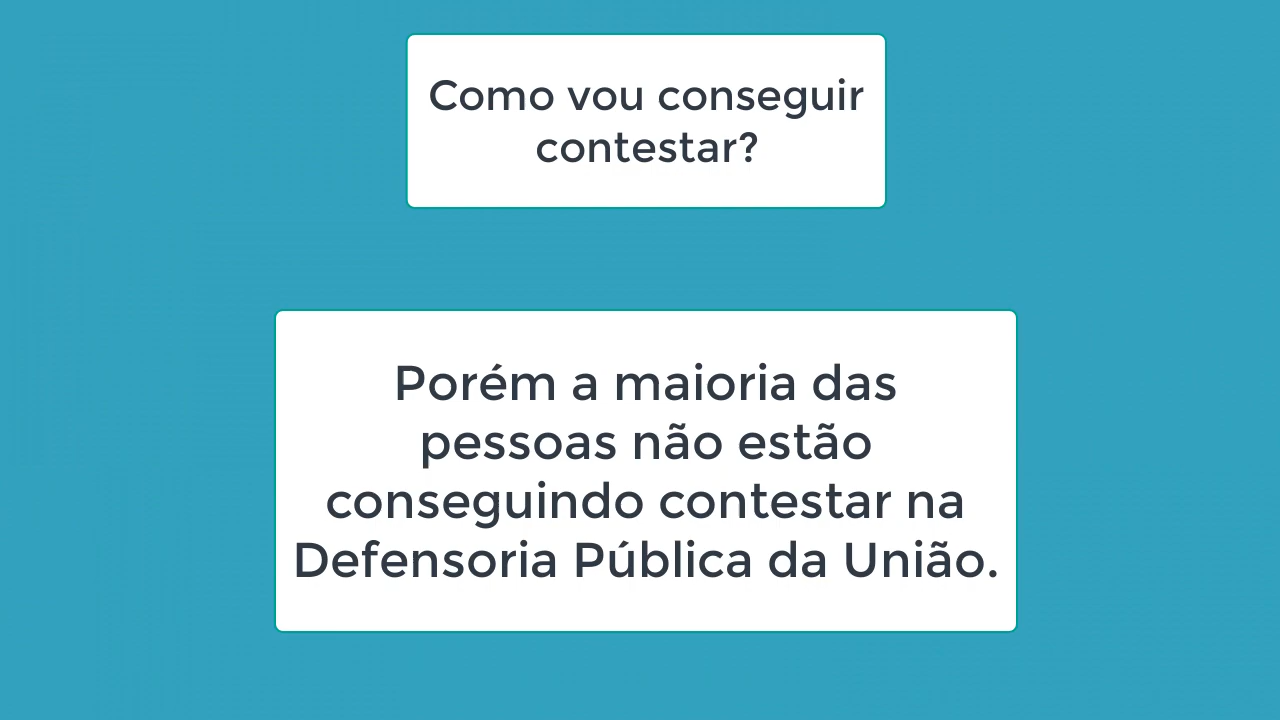 Como vou conseguir
contestar?
Porém a maioria das
pessoas não estão
conseguindo contestar na
Defensoria Pública da União.